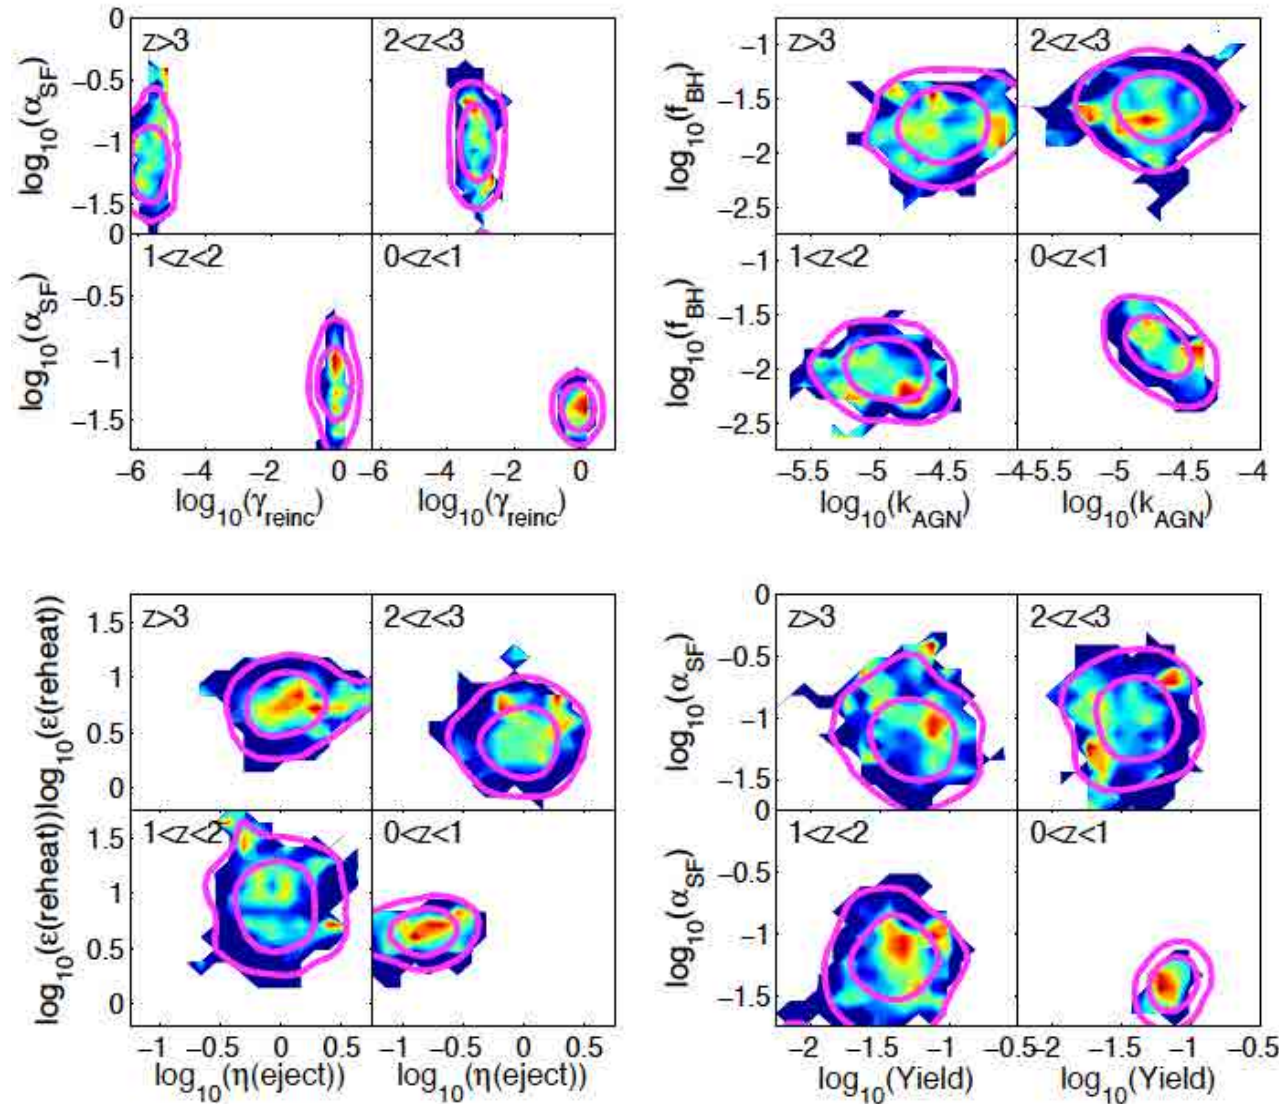 z>3
2<z<3
1<z<2
0<z<1
0
−0.5
−1
−1.5
0
−0.5
−1
−1.5
log10(αSF)
log10(αSF)
−6 −4 −2 0
−6 −4 −2 0
log10(γreinc)
log10(γreinc)
z>3
2<z<3
1<z<2
0<z<1
−1
−1.5
−2
−2.5
−1
−1.5
−2
−2.5
log10(fBH)
log10(fBH)
−5.5 −5 −4.5 −4
−5.5 −5 −4.5 −4
log10(kAGN)
log10(kAGN)
z>3
2<z<3
1<z<2
0<z<1
1.5
1
0.5
0
1.5
1
0.5
0
log10(ε(reheat))
log10(ε(reheat))
−1 −0.5 0 0.5
−1 −0.5 0 0.5
log10(η(eject))
log10(η(eject))
z>3
2<z<3
1<z<2
0<z<1
0
−0.5
−1
−1.5
0
−0.5
−1
−1.5
log10(αSF)
log10(αSF)
−2 −1.5 −1 −0.5
−2 −1.5 −1 −0.5
log10(Yield)
log10(Yield)